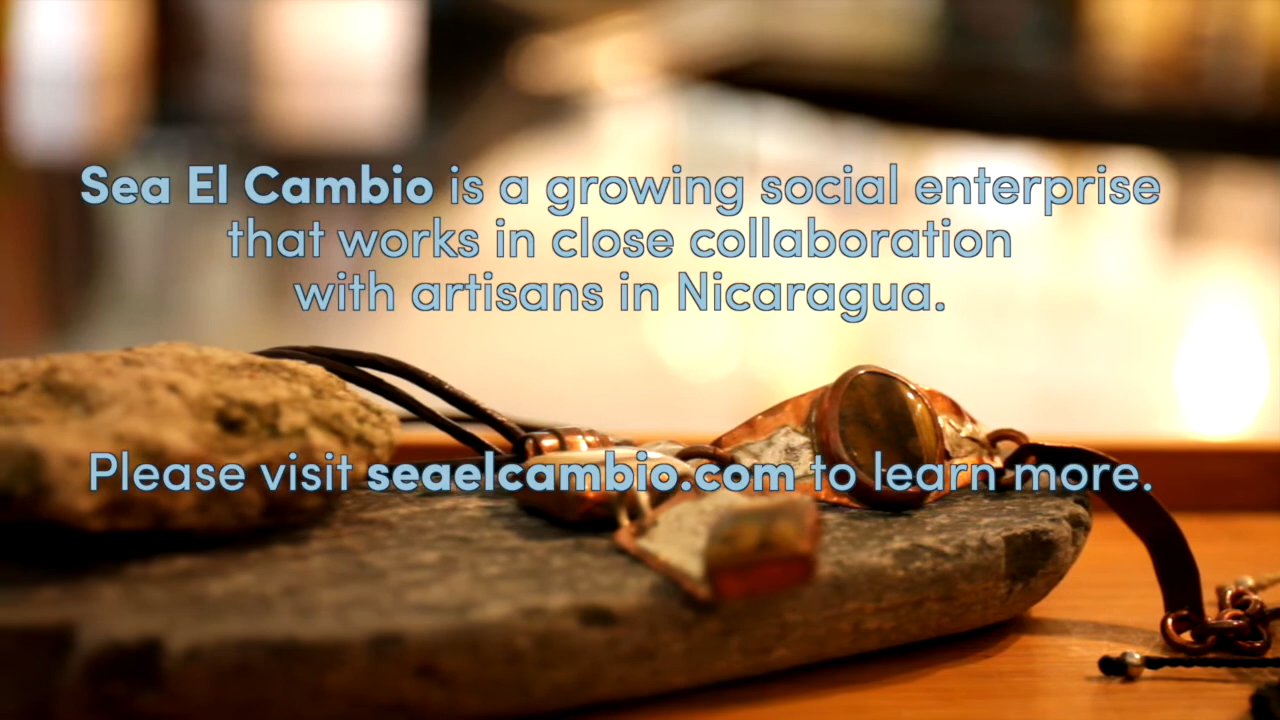 Sea El Cambio is a growing social enterprise
that works in close collaboration
with artisans in Nicaragua.
Please visit seaelcambio.com to learn more.